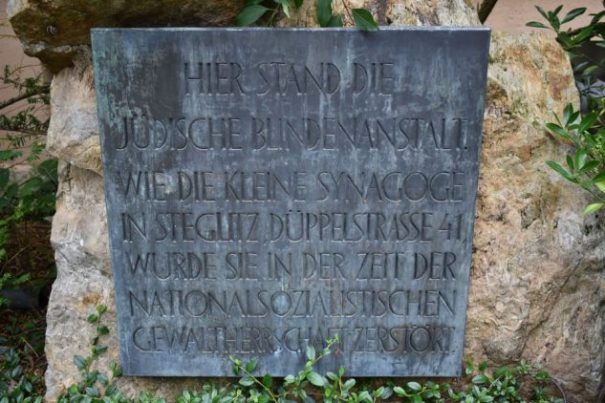 HIER STAND DIE
JÜDISCHE BLINDENANSTALT.
WIE DIE KLEINE SYNAGOGE
IN STEGLITZ DÜPPELSTRASSE 41
WURDE SIE IN DER ZEIT DER
NATIONALSOZIALISTISCHEN
GEWALTHERRSCHAFT ZERSTÖRT.